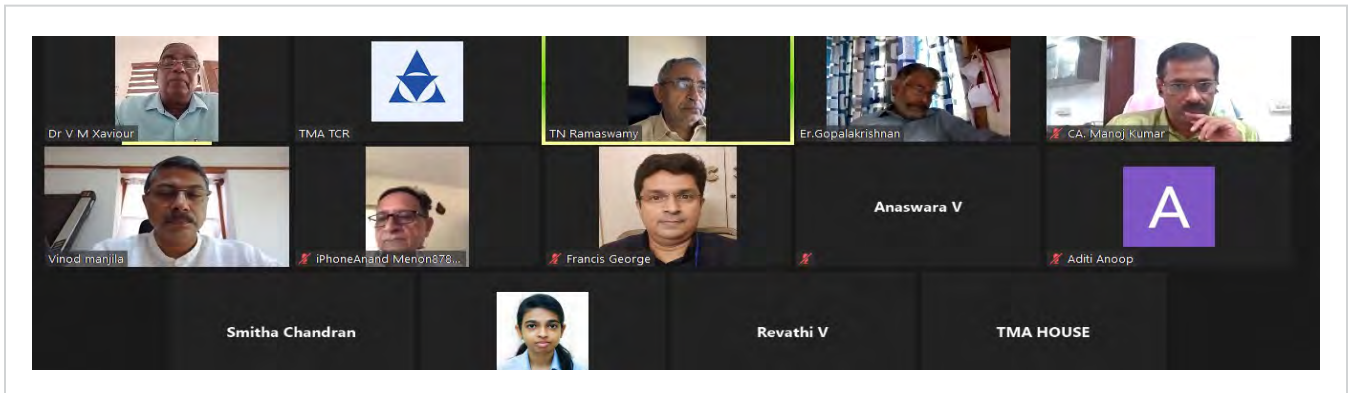 Dr V M Xaviour
TMA TCR
TN Ramaswamy
Er.Gopalakrishnan
CA. Manoj Kumar
Vinod manjila
iPhoneAnand Menon878...
Francis George
Anaswara V
A
Aditi Anoop
Smitha Chandran
Revathi V
TMA HOUSE